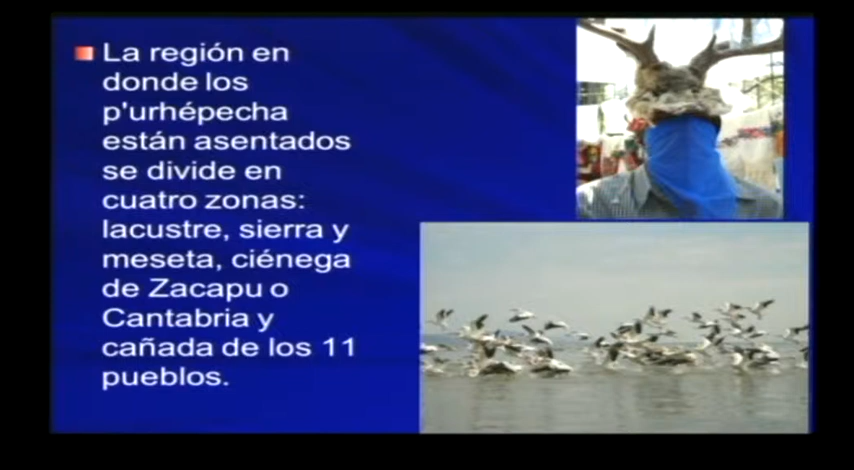 La región en
donde los
p'urhépecha
están asentados
se divide en
cuatro zonas:
lacustre, sierra y
meseta, ciénega
de Zacapu o
Cantabria y
cañada de los 11
pueblos.